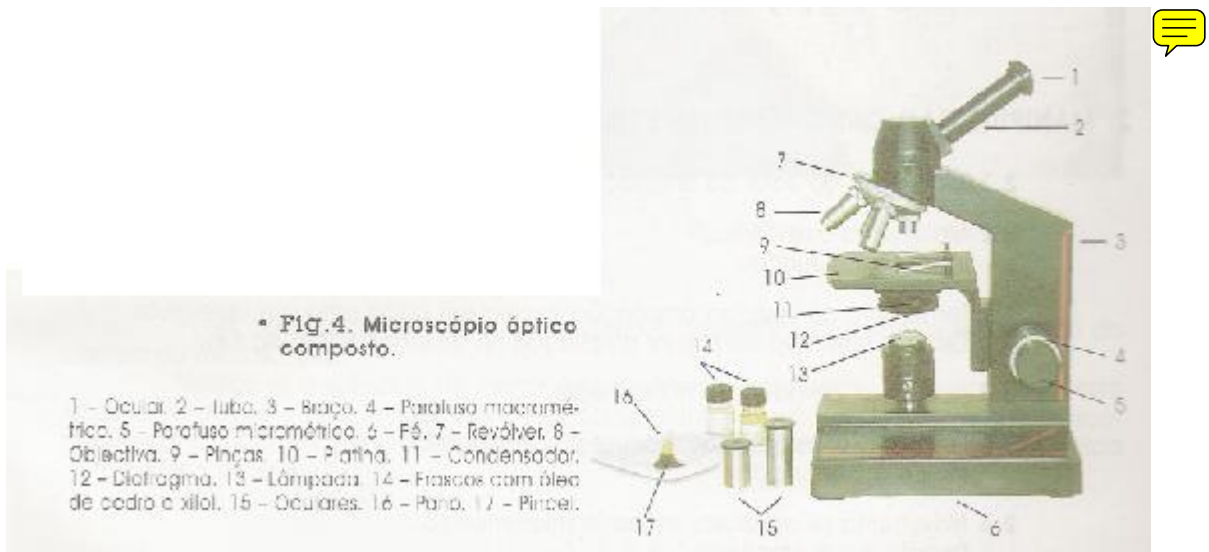 • Fig.4. Microscópio óptico
composto.
1 – Ocular. 2 – Tubo. 3 – Braço. 4 – Parafuso macromé-
trico. 5 – Parafuso micrométrico. 6 – Pé. 7 – Revólver. 8 –
Objectiva. 9 – Pinças. 10 – Platina. 11 – Condensador.
12 – Diafragma. 13 – Lâmpada. 14 – Frascos com óleo
de cedro e xilol. 15 – Oculares. 16 – Pano. 17 – Pincel.
1
2
7
8
3
9
10
11
12
14
4
13
16
5
17
15
6